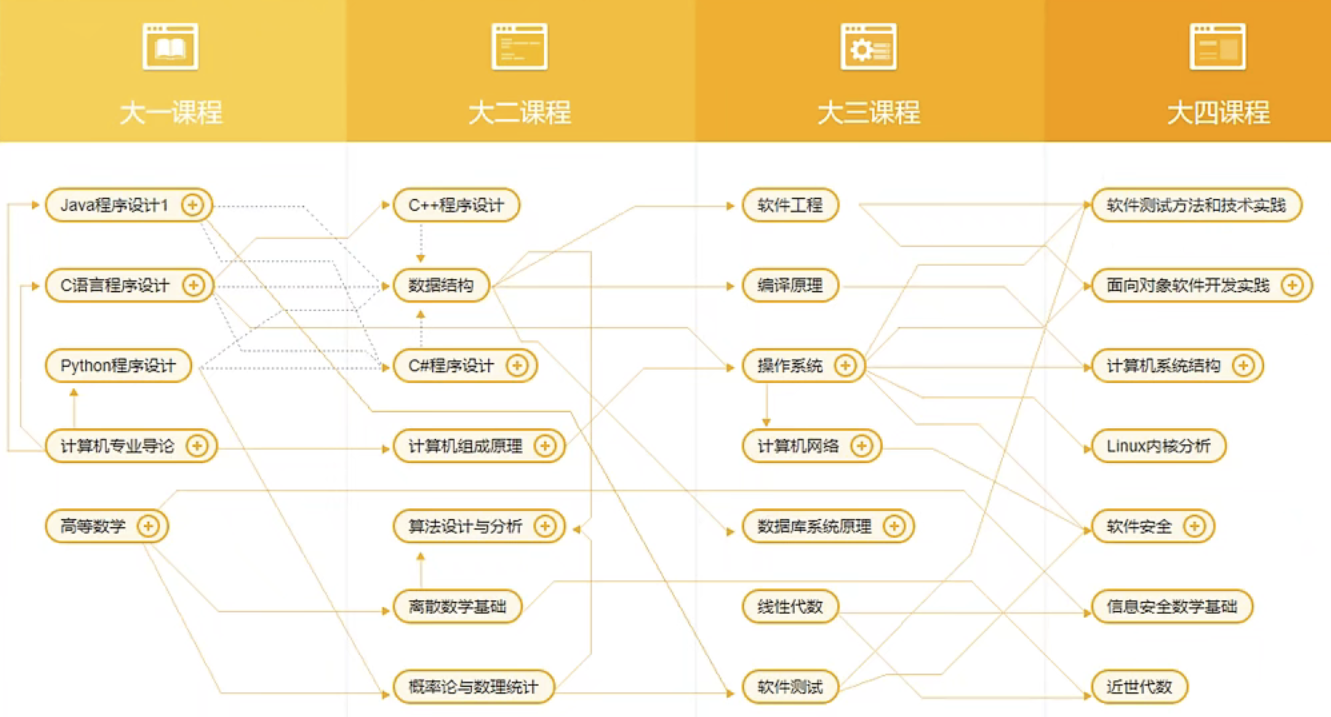 大一课程
大二课程
大三课程
大四课程
Java程序设计1
C++程序设计
软件工程
软件测试方法和技术实践
C语言程序设计
数据结构
编译原理
面向对象软件开发实践
Python程序设计
C#程序设计
操作系统
计算机系统结构
计算机专业导论
计算机组成原理
计算机网络
Linux内核分析
高等数学
算法设计与分析
数据库系统原理
软件安全
离散数学基础
线性代数
信息安全数学基础
概率论与数理统计
软件测试
近世代数